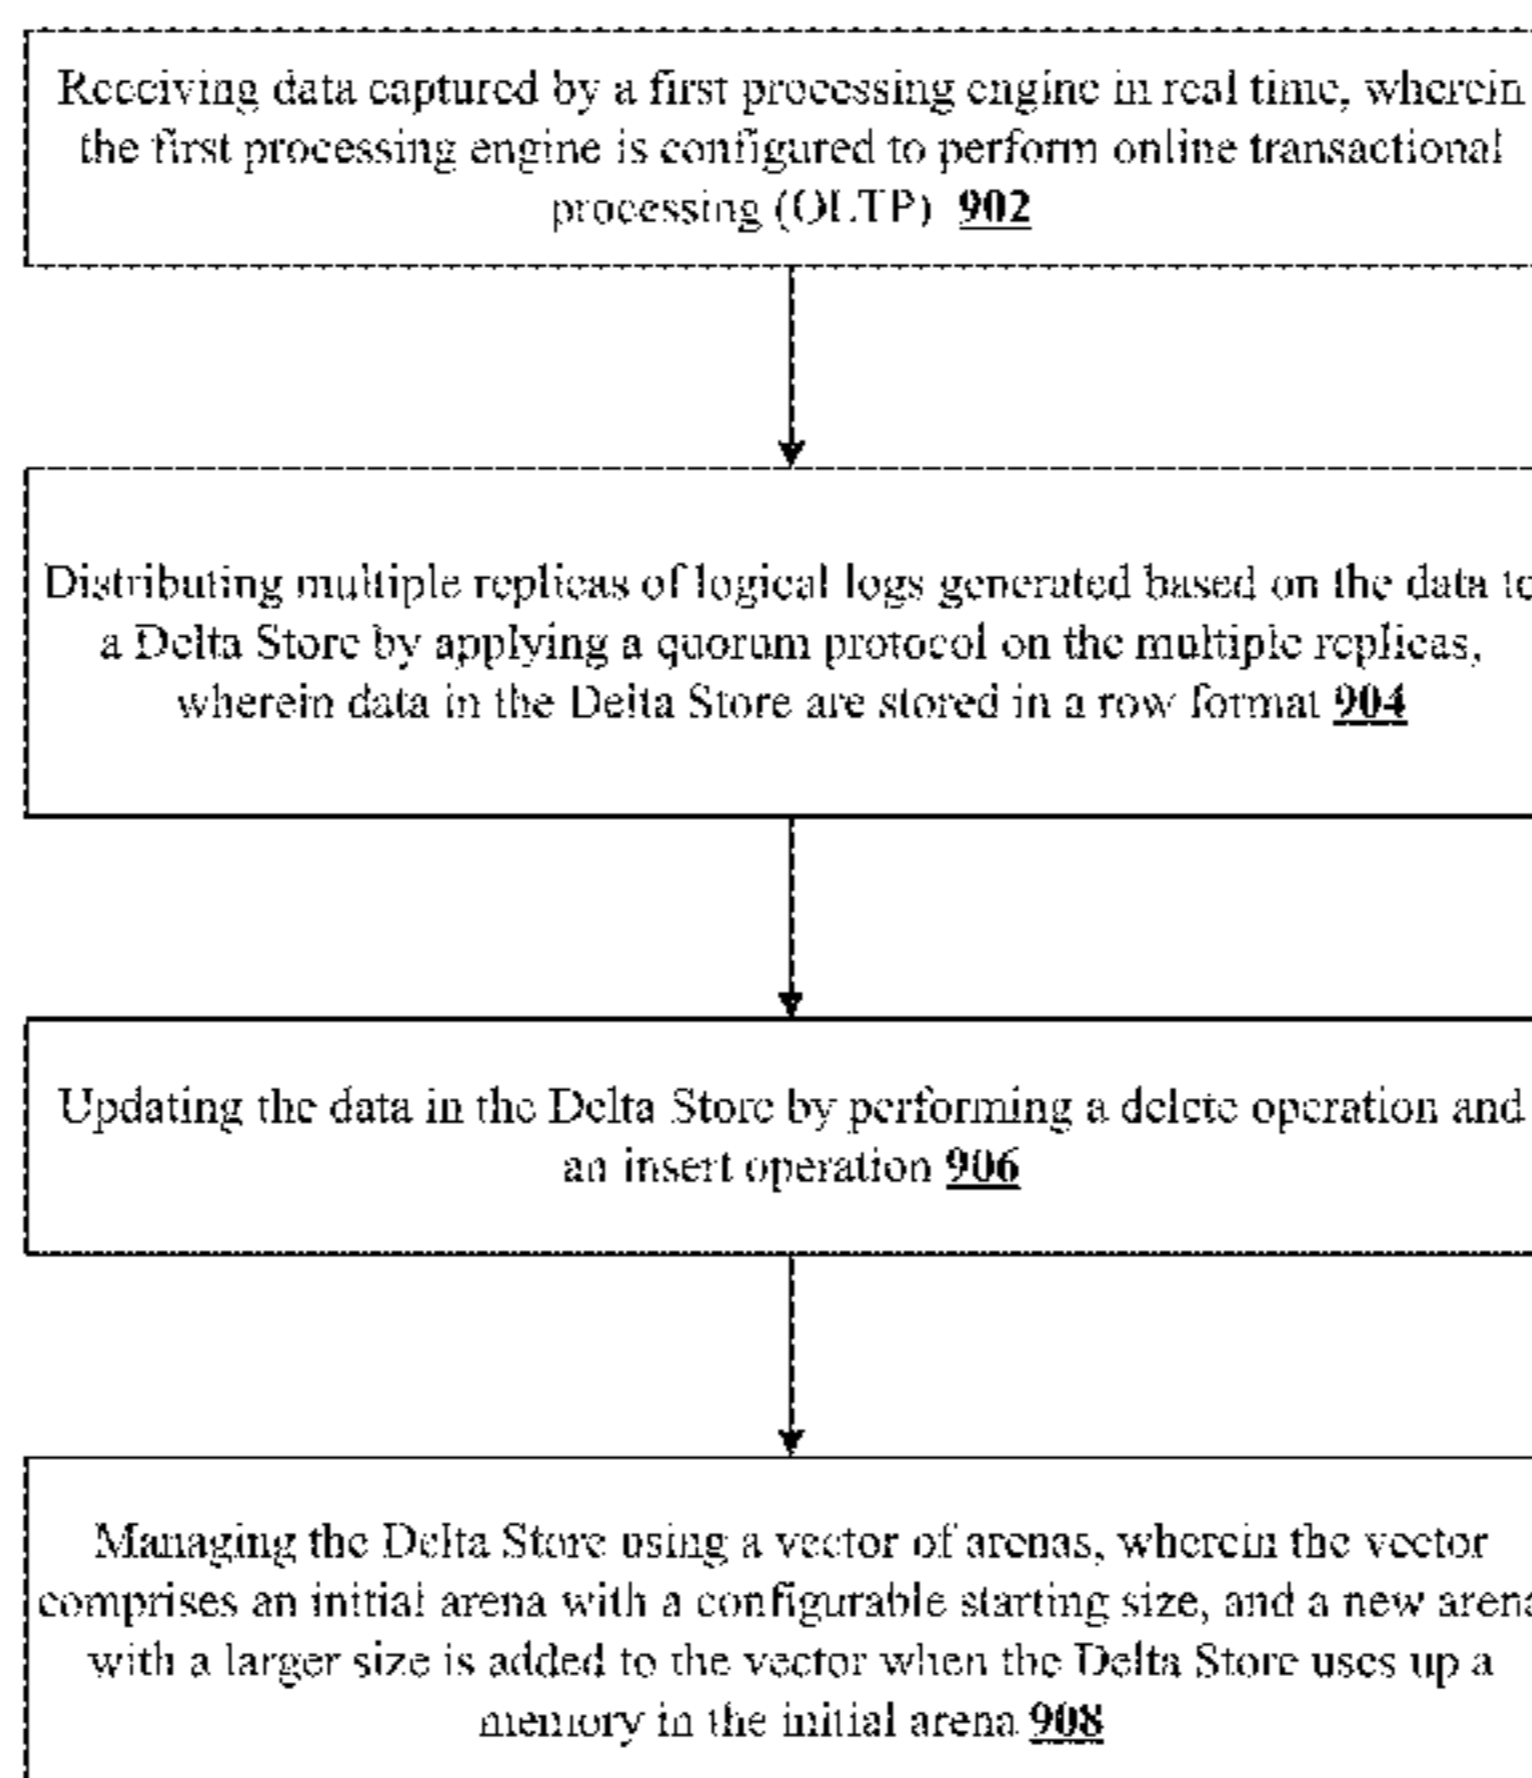 Receiving data captured by a first processing engine in real time, wherein
the first processing engine is configured to perform online transactional
processing (OLTP) 902
Distributing multiple replicas of logical logs generated based on the data to
a Delta Store by applying a quorum protocol on the multiple replicas,
wherein data in the Delta Store are stored in a row format 904
Updating the data in the Delta Store by performing a delete operation and
an insert operation 906
Managing the Delta Store using a vector of arenas, wherein the vector
comprises an initial arena with a configurable starting size, and a new arena
with a larger size is added to the vector when the Delta Store uses up a
memory in the initial arena 908